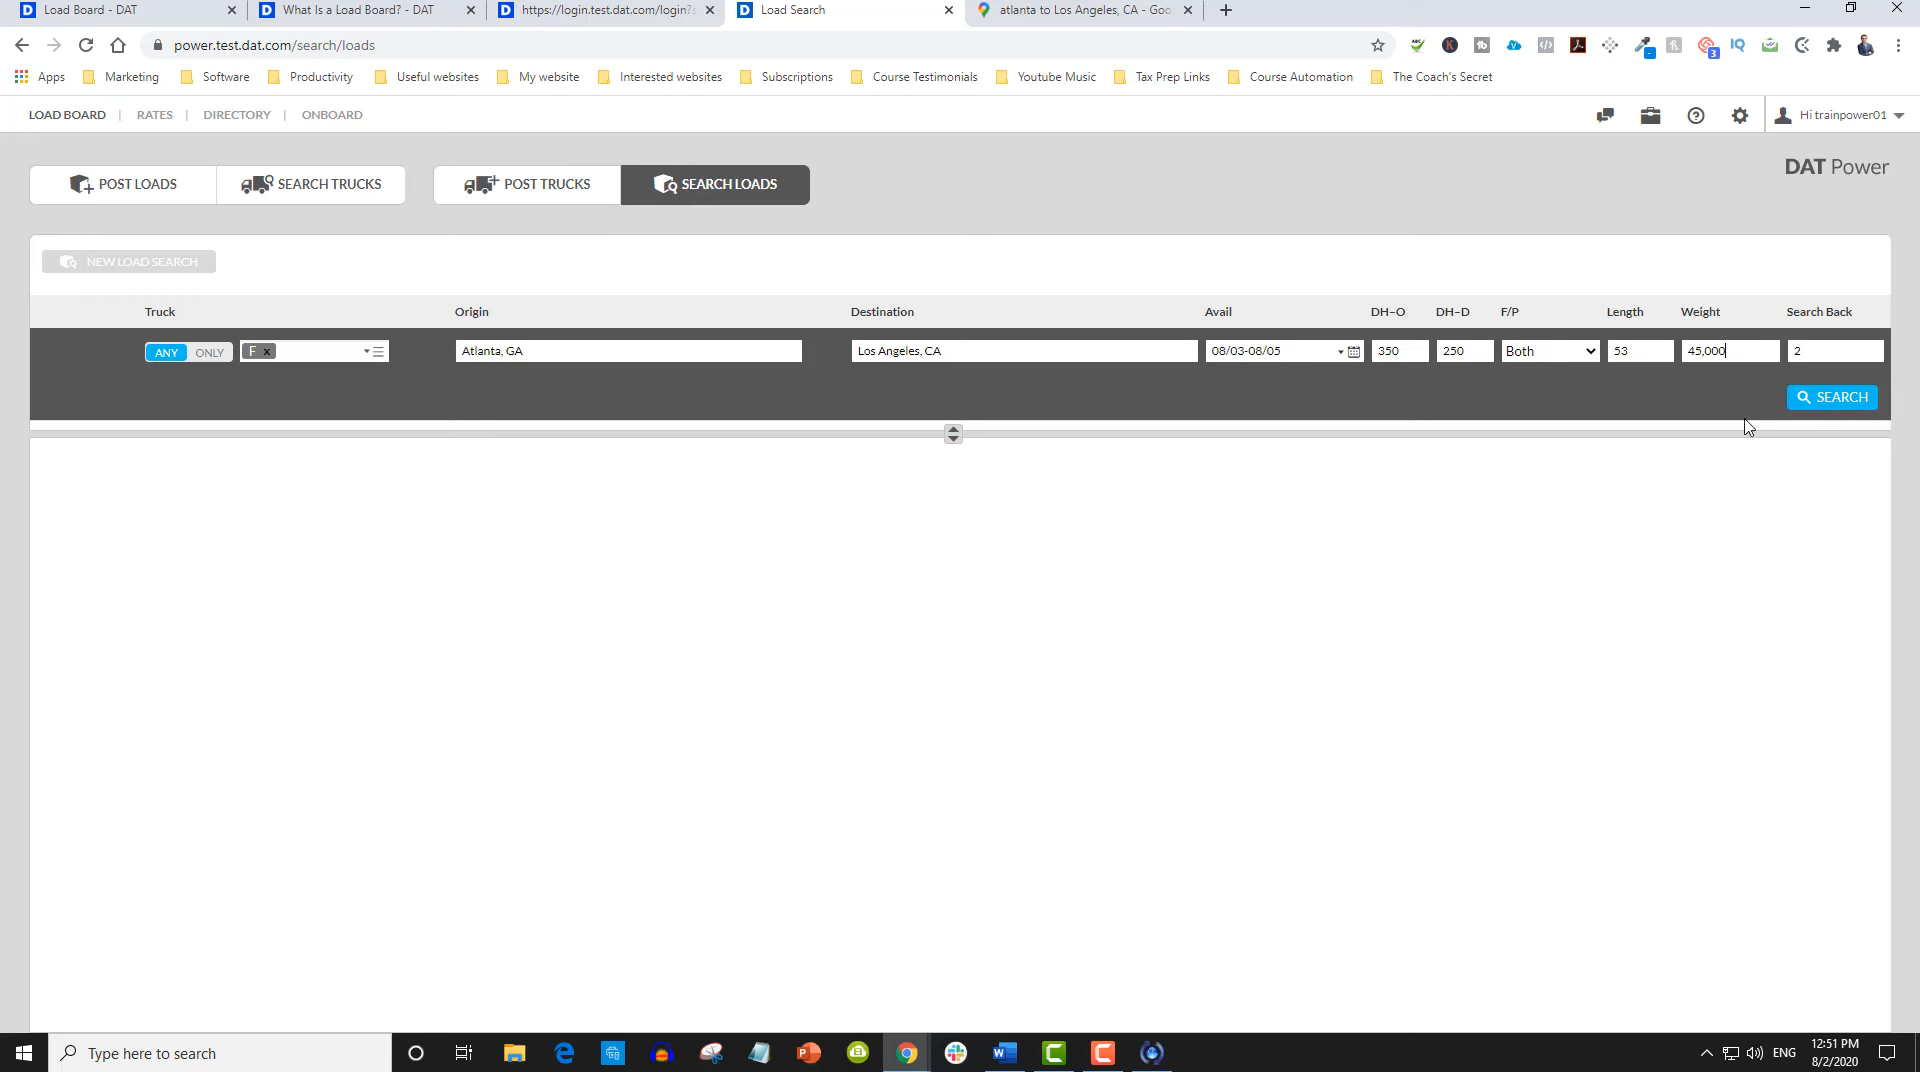 Load Board - DAT
What Is a Load Board? - DAT
https://login.test.dat.com/login?s
Load Search
atlanta to Los Angeles, CA - Goo
power.test.dat.com/search/loads
Apps Marketing Software Productivity Useful websites My website Interested websites Subscriptions Course Testimonials Youtube Music Tax Prep Links Course Automation The Coach's Secret
LOAD BOARD | RATES | DIRECTORY | ONBOARD
Hi trainpower01
DAT Power
POST LOADS SEARCH TRUCKS POST TRUCKS SEARCH LOADS
NEW LOAD SEARCH
Truck Origin Destination Avail DH-O DH-D F/P Length Weight Search Back
ANY ONLY F x Atlanta, GA Los Angeles, CA 08/03-08/05 350 250 Both 53 45,000 2
SEARCH
Type here to search
ENG
12:51 PM
8/2/2020